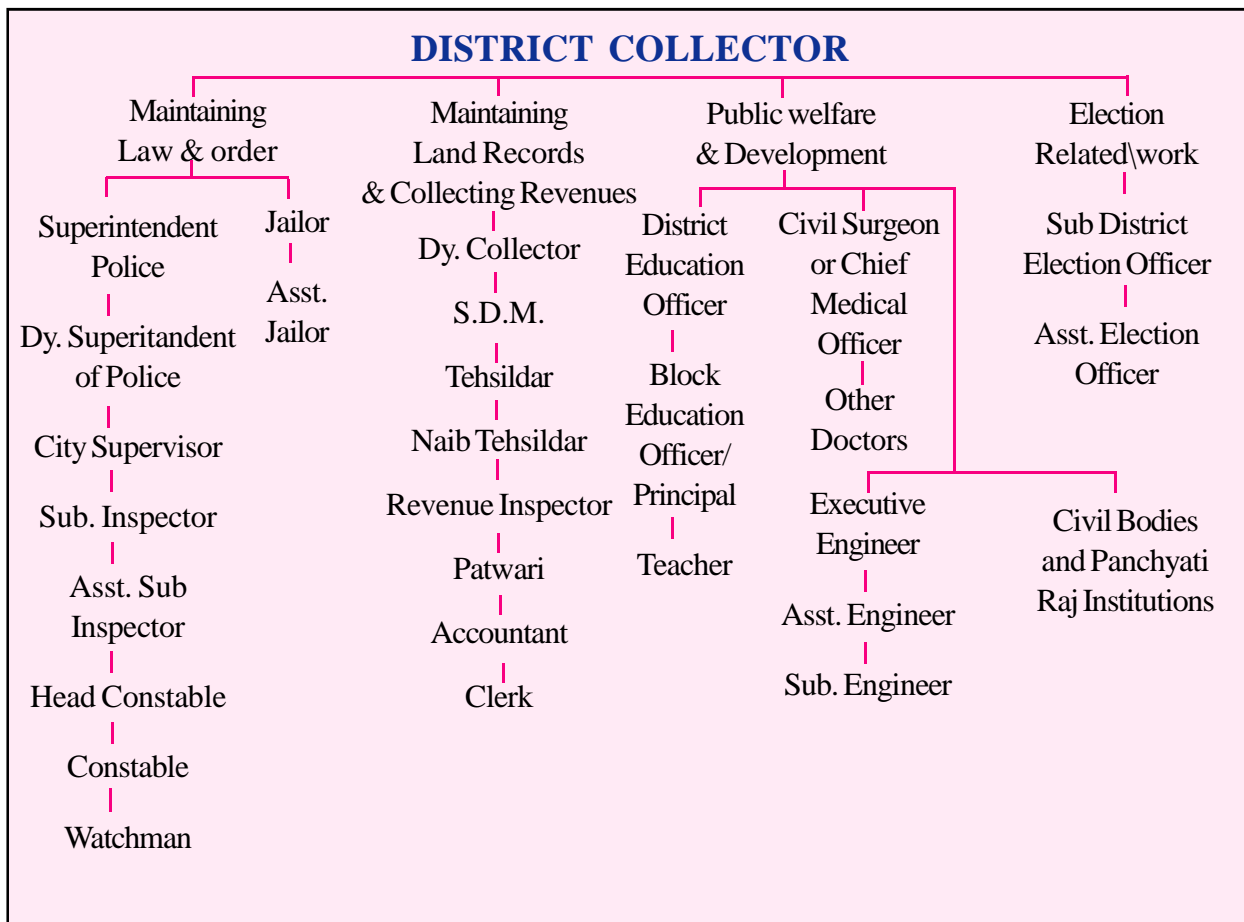 DISTRICT COLLECTOR
Maintaining
Law & order
Superintendent
Police
Dy. Superitandent
of Police
City Supervisor
Sub. Inspector
Asst. Sub
Inspector
Head Constable
Constable
Watchman
Jailor
Asst.
Jailor
Maintaining
Land Records
& Collecting Revenues
Dy. Collector
S.D.M.
Tehsildar
Naib Tehsildar
Revenue Inspector
Patwari
Accountant
Clerk
Public welfare
& Development
District
Education
Officer
Block
Education
Officer/
Principal
Teacher
Civil Surgeon
or Chief
Medical
Officer
Other
Doctors
Executive
Engineer
Asst. Engineer
Sub. Engineer
Civil Bodies
and Panchyati
Raj Institutions
Election
Related\work
Sub District
Election Officer
Asst. Election
Officer